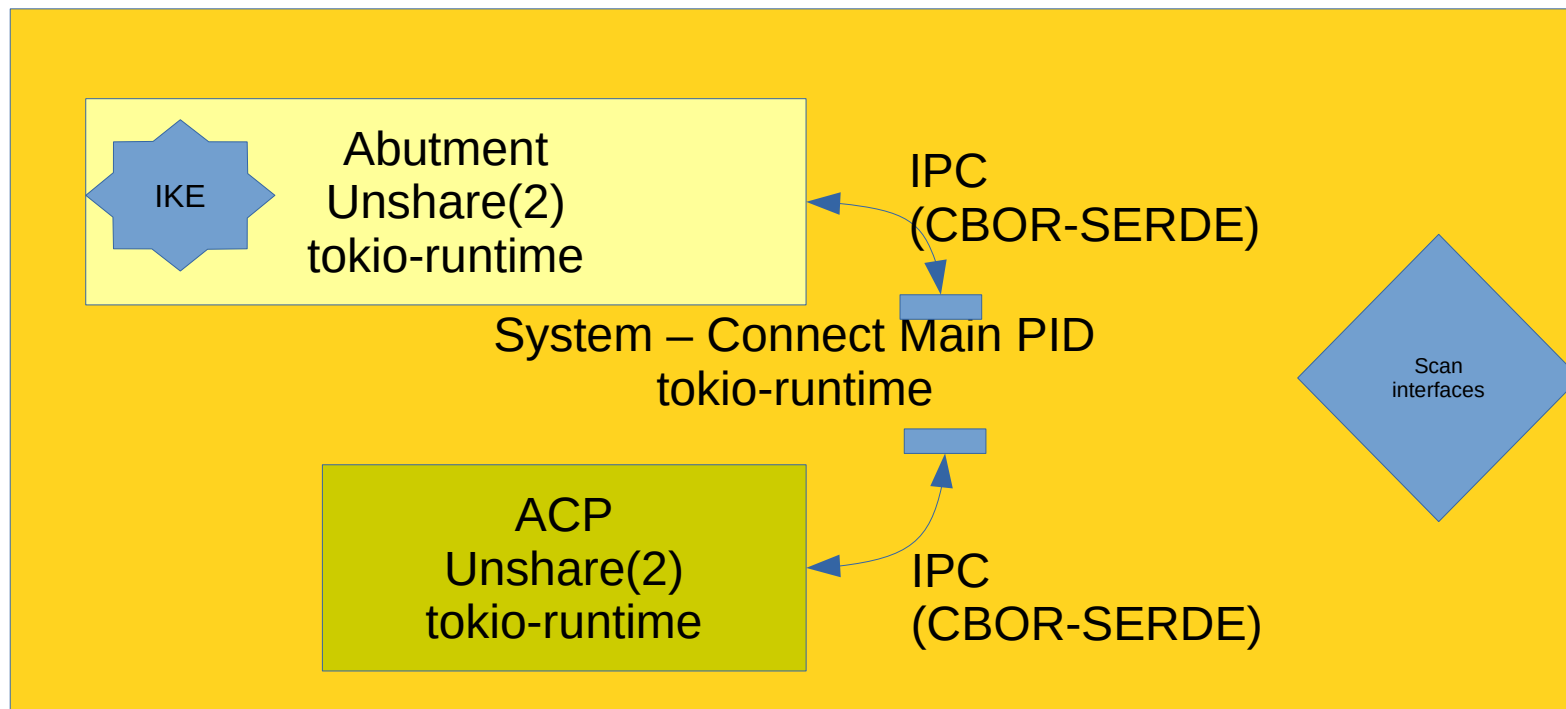 IKE
Abutment
Unshare(2)
tokio-runtime
IPC
(CBOR-SERDE)
System – Connect Main PID
tokio-runtime
Scan
interfaces
ACP
Unshare(2)
tokio-runtime
IPC
(CBOR-SERDE)